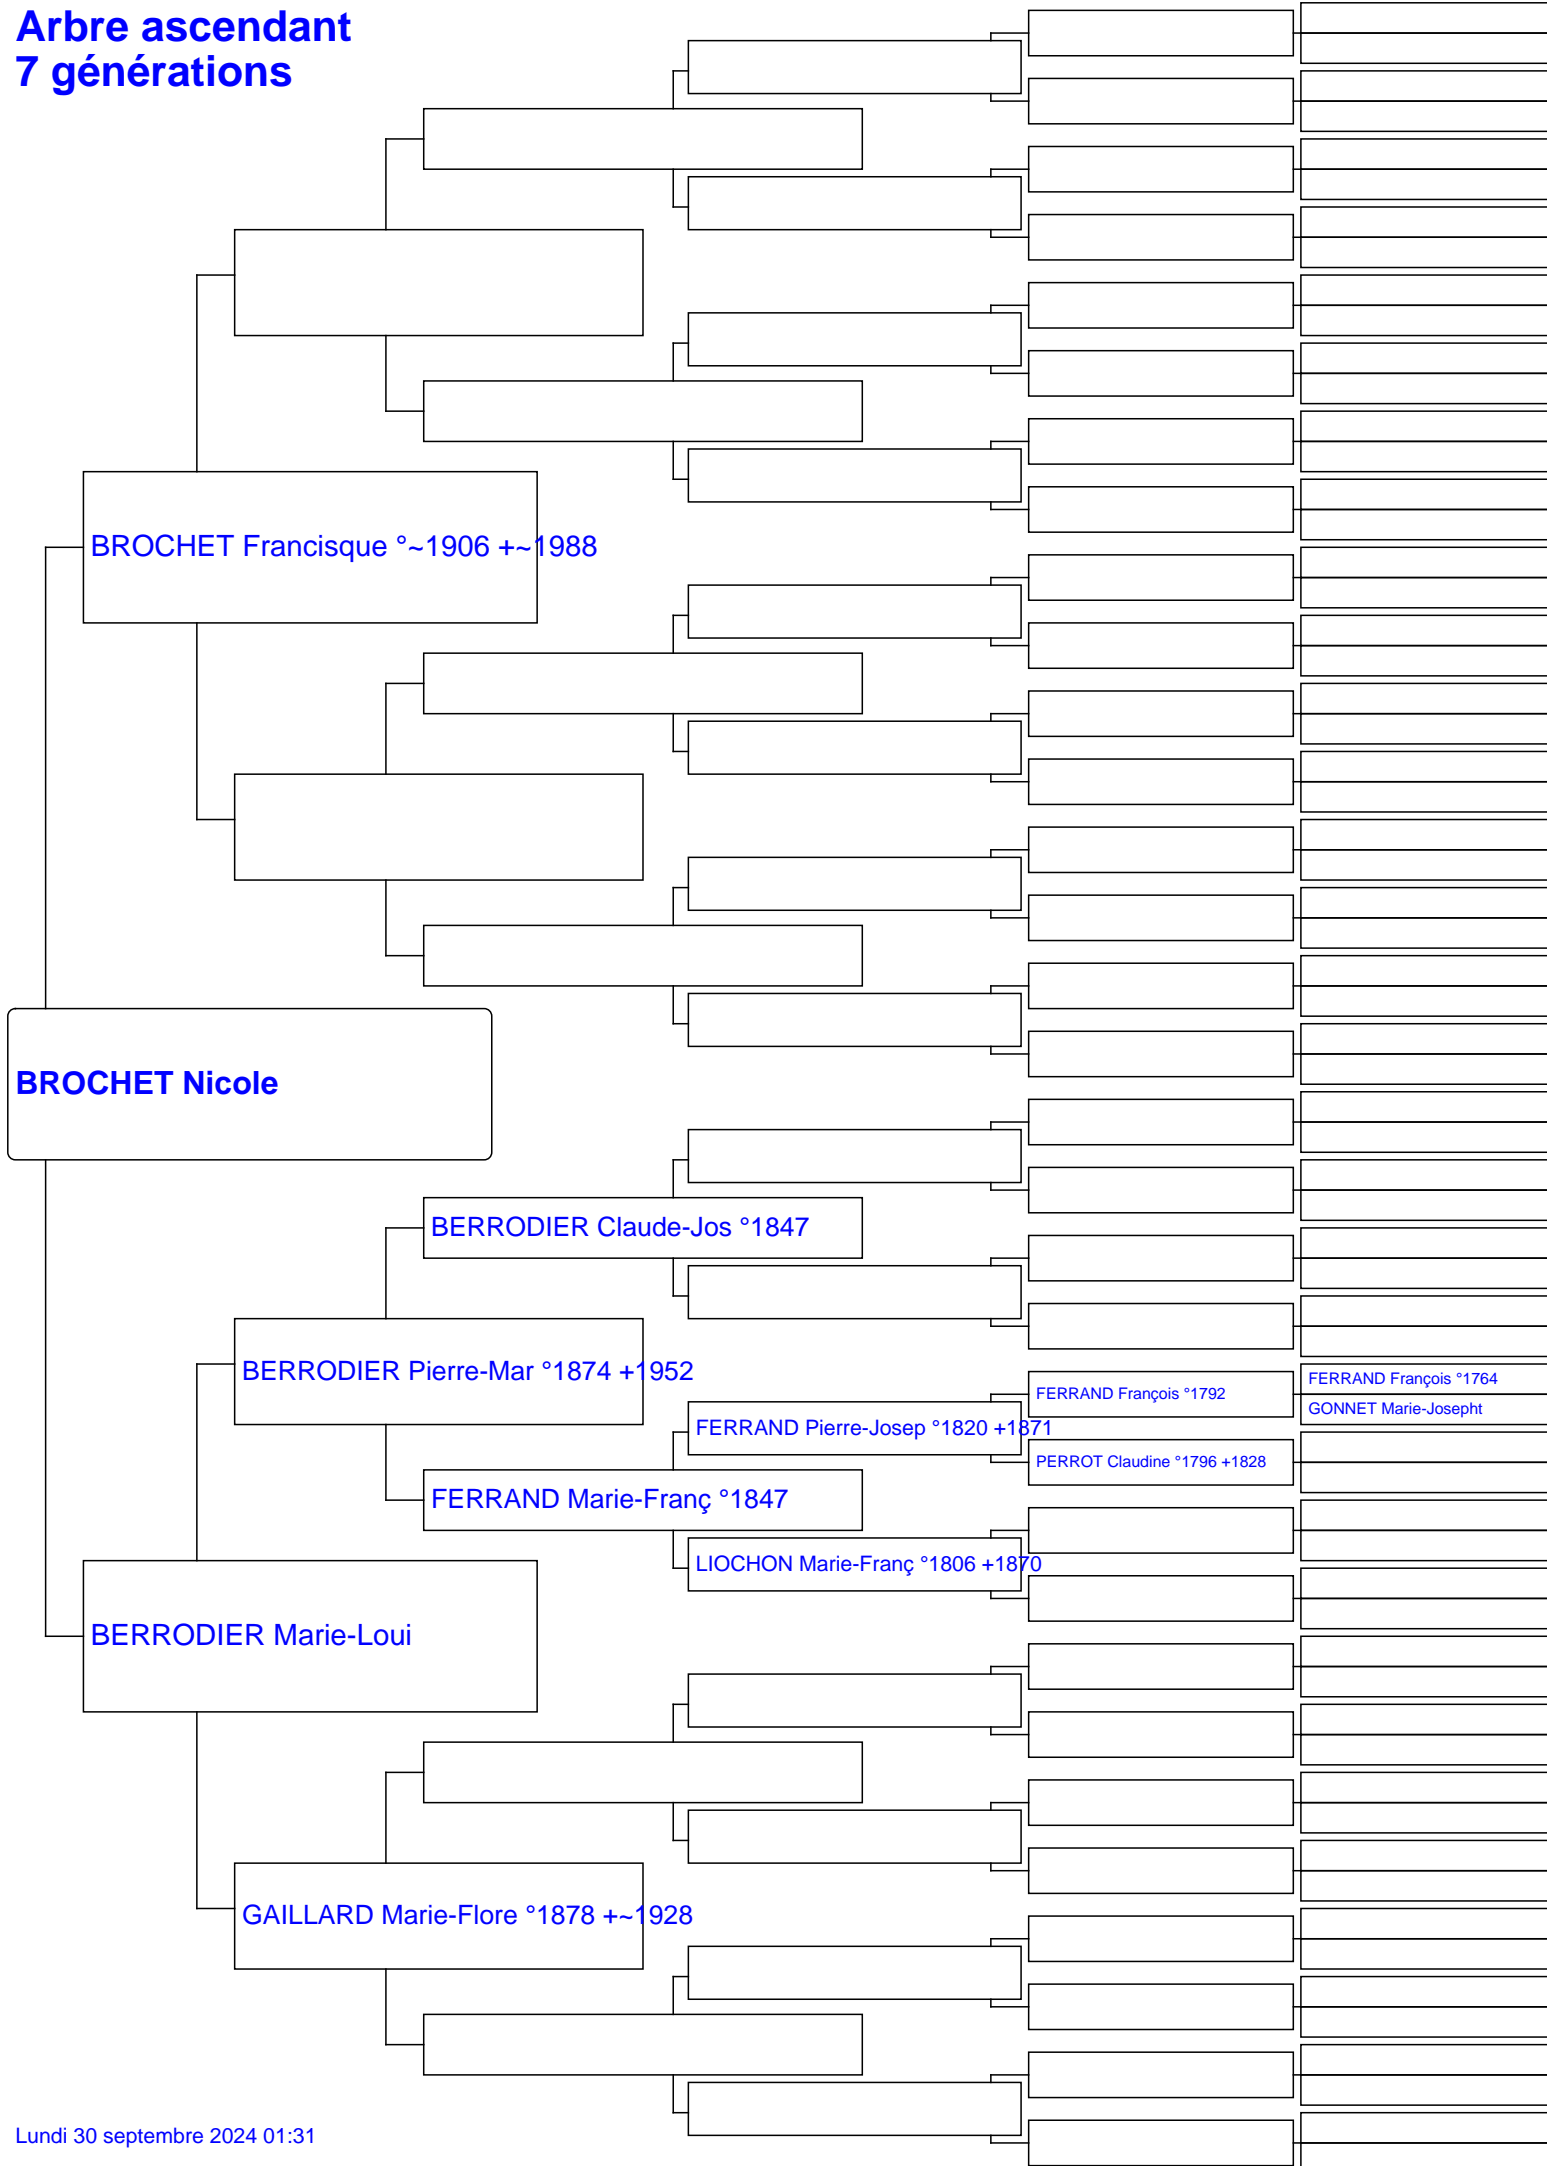 Arbre ascendant
7 générations
BROCHET Francisque °~1906 +~1988
BROCHET Nicole
BERRODIER Claude-Jos °1847
BERRODIER Pierre-Mar °1874 +1952
FERRAND François °1764
FERRAND François °1792
GONNET Marie-Josepht
FERRAND Pierre-Josep °1820 +1871
PERROT Claudine °1796 +1828
FERRAND Marie-Franç °1847
LIOCHON Marie-Franç °1806 +1870
BERRODIER Marie-Loui
GAILLARD Marie-Flore °1878 +~1928
Lundi 30 septembre 2024 01:31